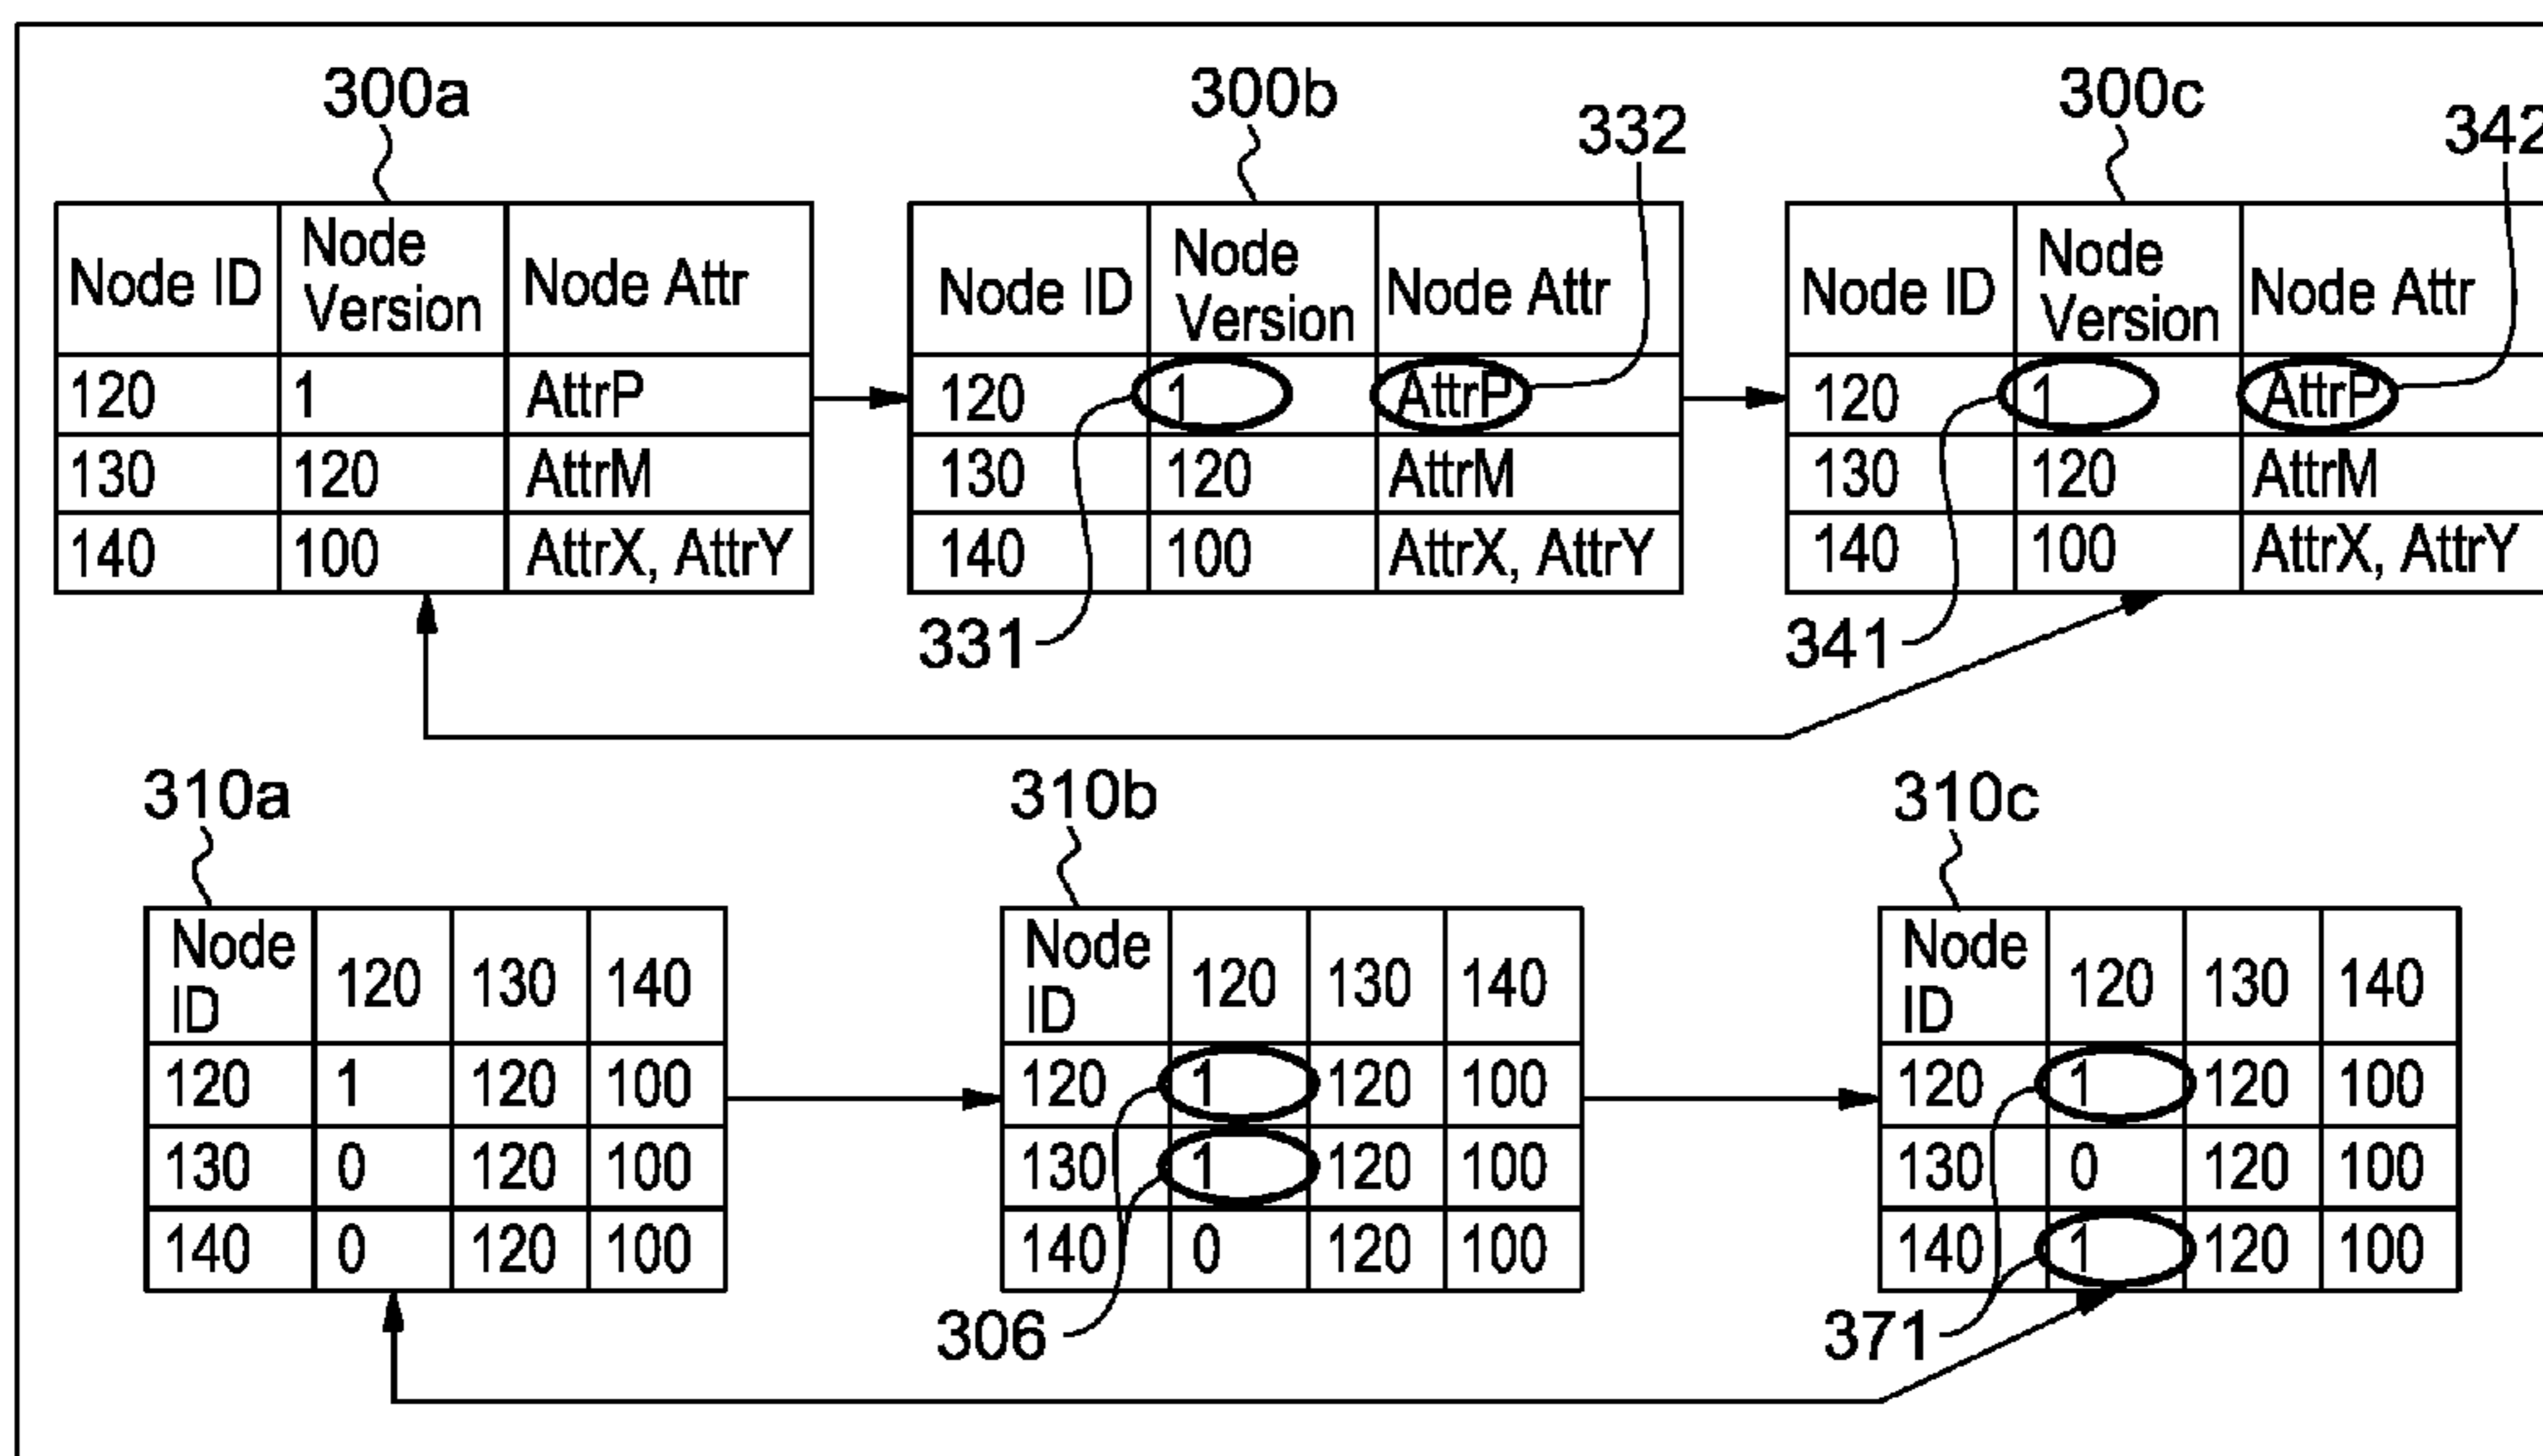 300a 300b 300c
332 342
Node ID Node Version Node Attr Node ID Node Version Node Attr Node ID Node Version Node Attr
120 1 AttrP 120 1 AttrP 120 1 AttrP
130 120 AttrM 130 120 AttrM 130 120 AttrM
140 100 AttrX, AttrY 140 100 AttrX, AttrY 140 100 AttrX, AttrY
331 341
310a 310b 310c
Node ID 120 130 140 Node ID 120 130 140 Node ID 120 130 140
120 1 120 100 120 1 120 100 120 1 120 100
130 0 120 100 130 1 120 100 130 0 120 100
140 0 120 100 140 0 120 100 140 1 120 100
306 371